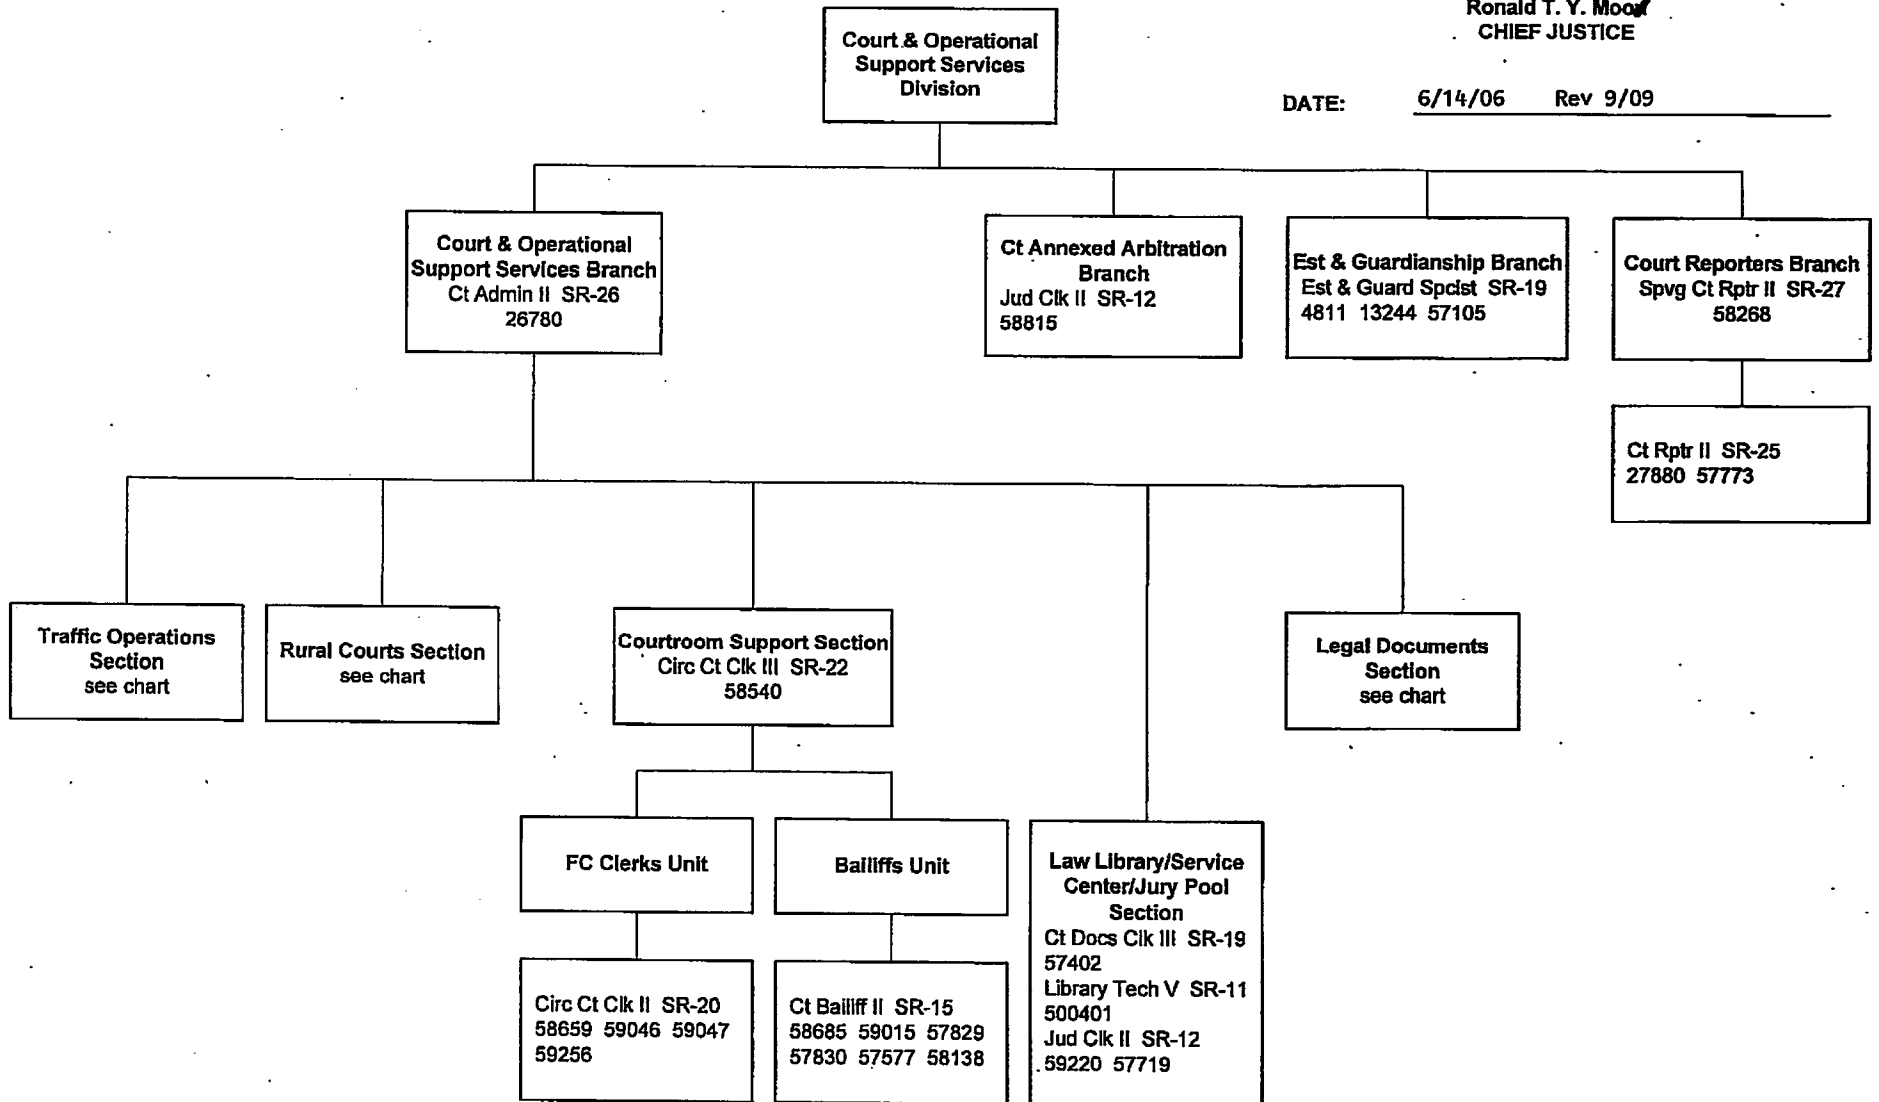 Ronald T. Y. Moon
CHIEF JUSTICE
DATE: 6/14/06 Rev 9/09
Court & Operational
Support Services
Division
Court & Operational
Support Services Branch
Ct Admin II SR-26
26780
Ct Annexed Arbitration
Branch
Jud Clk II SR-12
58815
Est & Guardianship Branch
Est & Guard Spclst SR-19
4811 13244 57105
Court Reporters Branch
Spvg Ct Rptr II SR-27
58268
Ct Rptr II SR-25
27880 57773
Traffic Operations
Section
see chart
Rural Courts Section
see chart
Courtroom Support Section
Circ Ct Clk III SR-22
58540
Legal Documents
Section
see chart
FC Clerks Unit
Bailiffs Unit
Law Library/Service
Center/Jury Pool
Section
Ct Docs Clk III SR-19
57402
Library Tech V SR-11
500401
Jud Clk II SR-12
59220 57719
Circ Ct Clk II SR-20
58659 59046 59047
59256
Ct Bailiff II SR-15
58685 59015 57829
57830 57577 58138